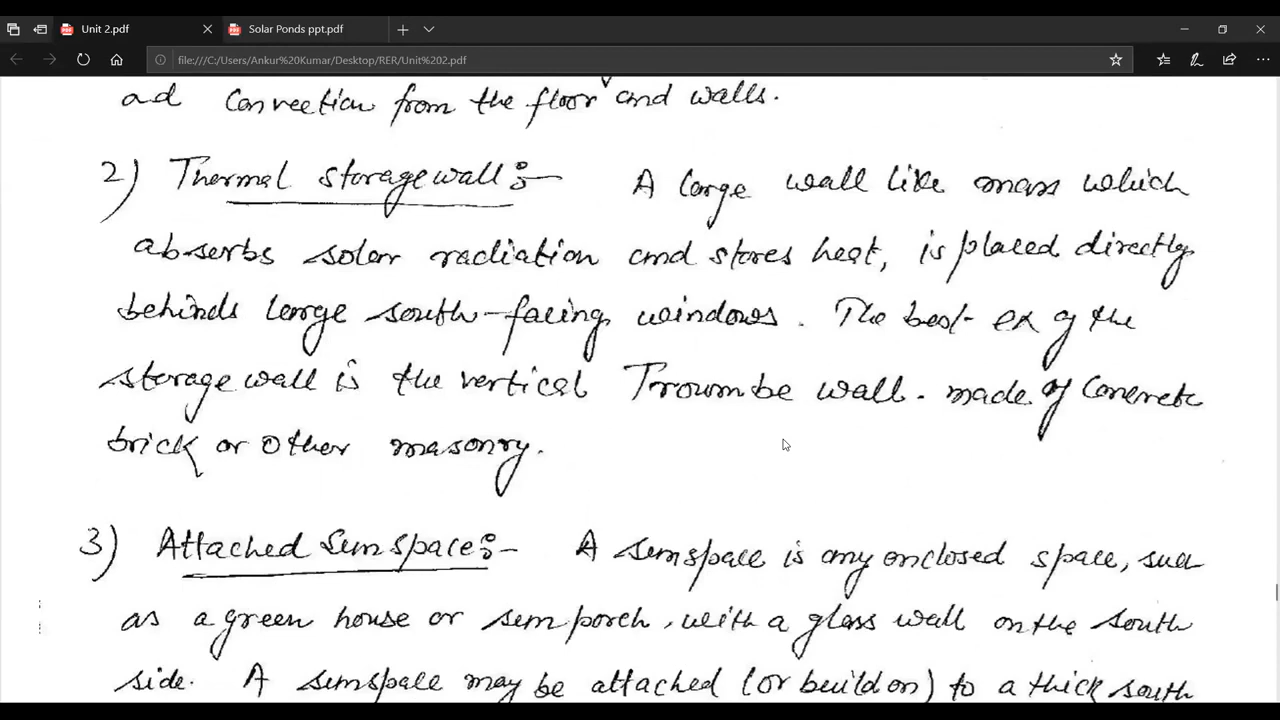 Unit 2.pdf
Solar Ponds ppt.pdf
file:///C:/Users/Ankur%20Kumar/Desktop/RER/Unit%202.pdf
ad Convection from the floor and walls.
2) Thermal storage wall:-
A large wall like mass which
absorbs solar radiation and stores heat, is placed directly
behinds large south-facing windows. The best ex of the
storage wall is the vertical Troumbe wall. made of Concrete
brick or other masonry.
3) Attached Sunspace:-
A sunspace is any enclosed space, such
as a green house or sun porch, with a glass wall on the south
side. A sunspace may be attached (or build on) to a thick south